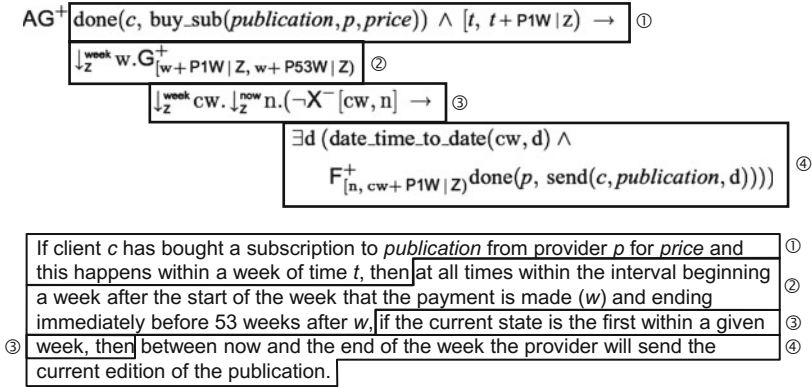 AG⁺ done(c, buy_sub(publication, p, price)) ∧ [t, t + P1W | Z) → ①
↓ᵂᵉᵉᵏ_Z w.G⁺_[w + P1W | Z, w + P53W | Z) ②
↓ʷᵉᵉᵏ_Z cw. ↓ⁿᵒʷ_Z n.(¬X⁻ [cw, n] → ③
∃d (date_time_to_date(cw, d) ∧
F⁺_[n, cw + P1W | Z) done(p, send(c, publication, d)))) ④
If client c has bought a subscription to publication from provider p for price and ①
this happens within a week of time t, then at all times within the interval beginning
a week after the start of the week that the payment is made (w) and ending ②
immediately before 53 weeks after w, if the current state is the first within a given ③
③ week, then between now and the end of the week the provider will send the ④
current edition of the publication.